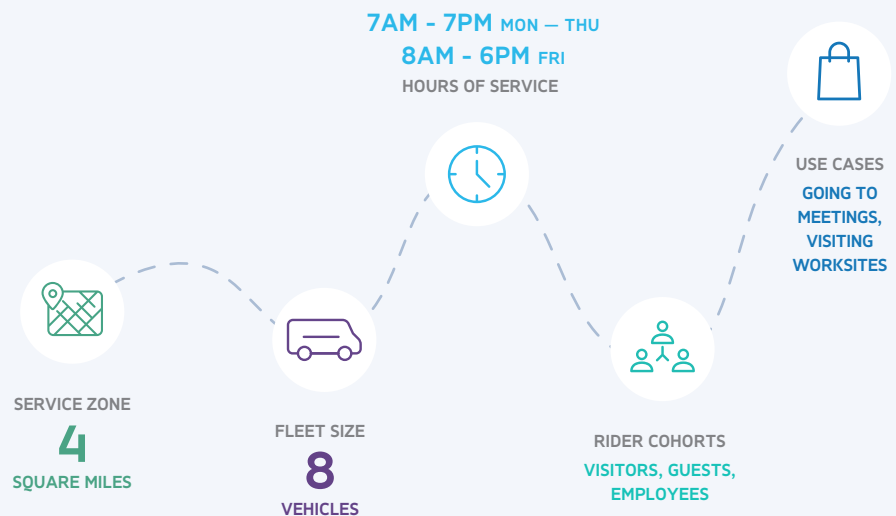 7AM - 7PM MON — THU
8AM - 6PM FRI
HOURS OF SERVICE
USE CASES
GOING TO
MEETINGS,
VISITING
WORKSITES
SERVICE ZONE
4
SQUARE MILES
FLEET SIZE
8
VEHICLES
RIDER COHORTS
VISITORS, GUESTS,
EMPLOYEES